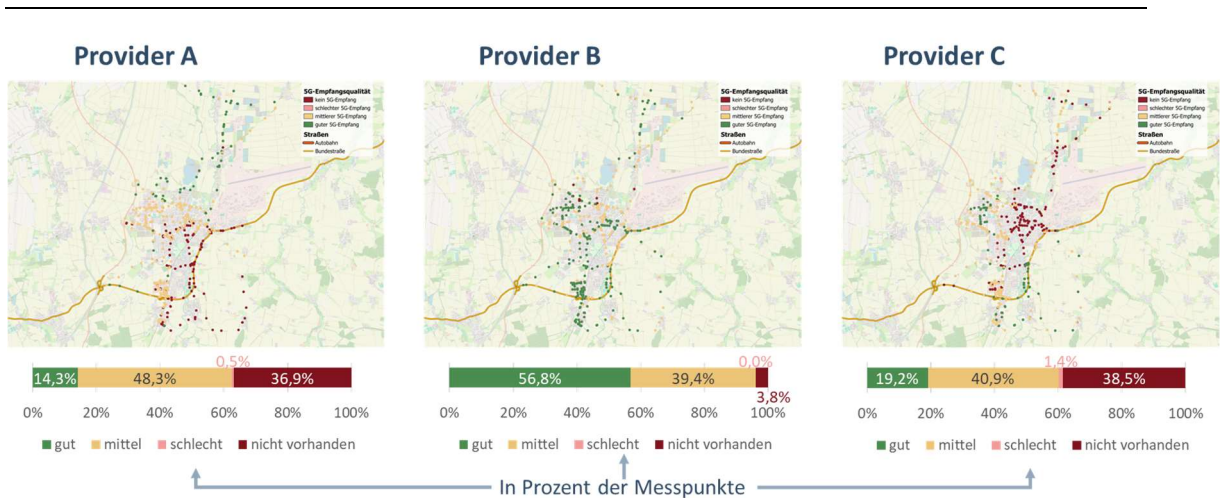 Provider A
Provider B
Provider C
5G-Empfangsqualität
kein 5G-Empfang
schlechter 5G-Empfang
mittlerer 5G-Empfang
guter 5G-Empfang
Straßen
Autobahn
Bundestraße
5G-Empfangsqualität
kein 5G-Empfang
schlechter 5G-Empfang
mittlerer 5G-Empfang
guter 5G-Empfang
Straßen
Autobahn
Bundestraße
5G-Empfangsqualität
kein 5G-Empfang
schlechter 5G-Empfang
mittlerer 5G-Empfang
guter 5G-Empfang
Straßen
Autobahn
Bundestraße
0,5%
14,3% 48,3% 36,9%
0% 20% 40% 60% 80% 100%
gut mittel schlecht nicht vorhanden
0,0%
56,8% 39,4%
3,8%
0% 20% 40% 60% 80% 100%
gut mittel schlecht nicht vorhanden
1,4%
19,2% 40,9% 38,5%
0% 20% 40% 60% 80% 100%
gut mittel schlecht nicht vorhanden
In Prozent der Messpunkte